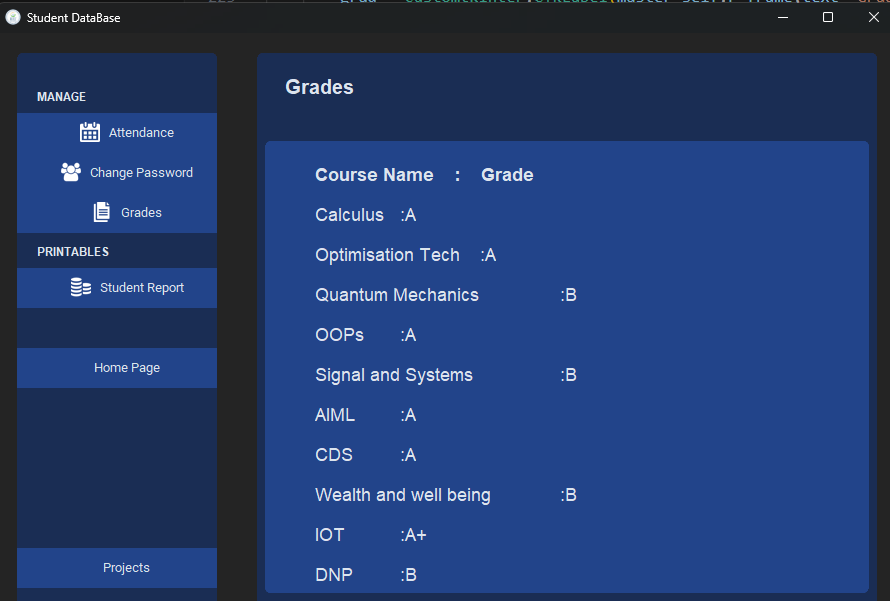 Student DataBase
MANAGE
Attendance
Change Password
Grades
PRINTABLES
Student Report
Home Page
Projects
Grades
Course Name : Grade
Calculus :A
Optimisation Tech :A
Quantum Mechanics :B
OOPs :A
Signal and Systems :B
AIML :A
CDS :A
Wealth and well being :B
IOT :A+
DNP :B